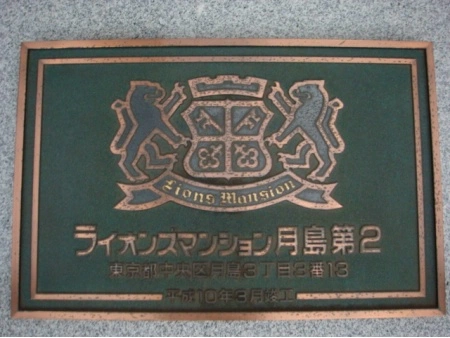 Lions Mansion
ライオンズマンション月島第2
東京都中央区月島3丁目3番13
平成10年3月竣工